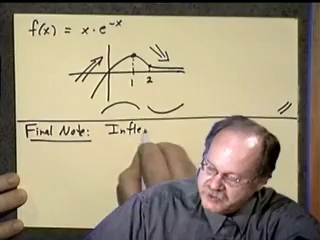 f(x) = x · e^-x
1 2
Final Note: Infle